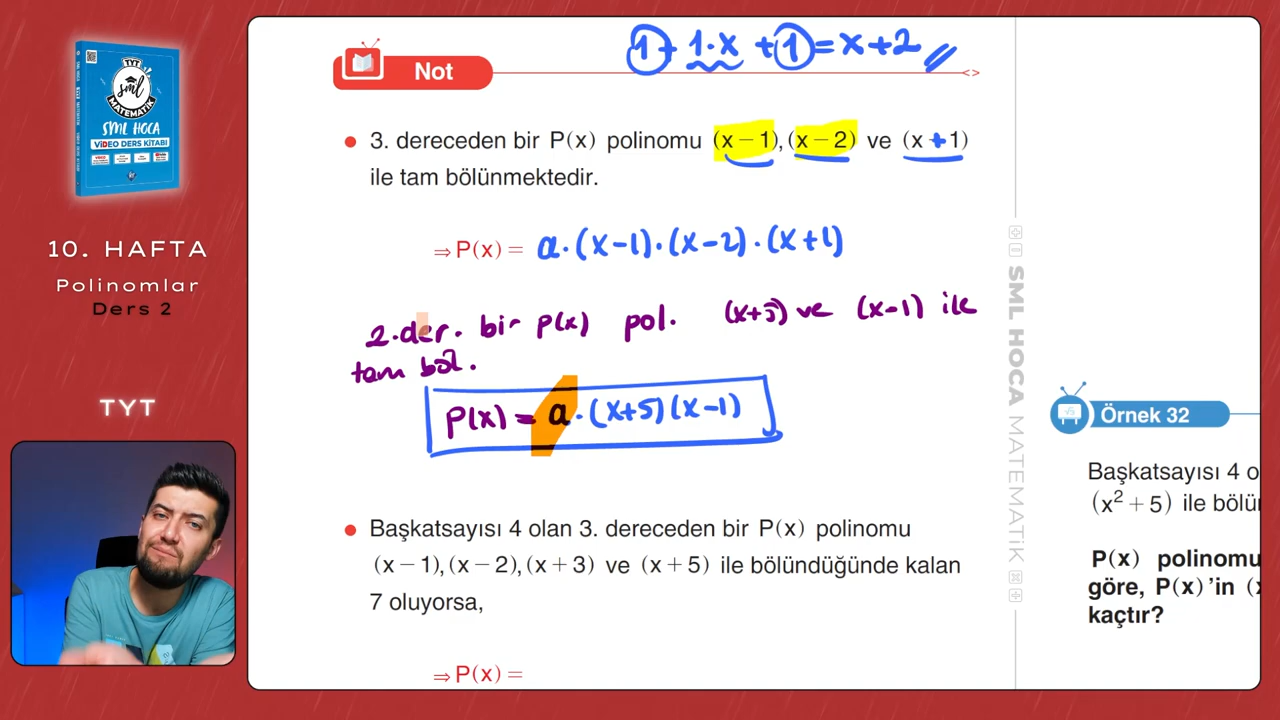 1 + 1·x + 1 = x+2
Not
3. dereceden bir P(x) polinomu (x − 1), (x − 2) ve (x + 1)
ile tam bölünmektedir.
⇒ P(x) = a·(x−1)·(x−2)·(x+1)
2.der. bir P(x) pol. (x+5) ve (x−1) ile
tam böl.
P(x) = a·(x+5)(x−1)
Başkatsayısı 4 olan 3. dereceden bir P(x) polinomu
(x − 1), (x − 2), (x + 3) ve (x + 5) ile bölündüğünde kalan
7 oluyorsa,
⇒ P(x) =
TYT
sml
MATEMATİK
SML HOCA
VİDEO DERS KİTABI
10. HAFTA
Polinomlar
Ders 2
TYT
SML HOCA MATEMATİK
Örnek 32
Başkatsayısı 4 o
(x² + 5) ile bölü
P(x) polinomu
göre, P(x)'in (x
kaçtır?